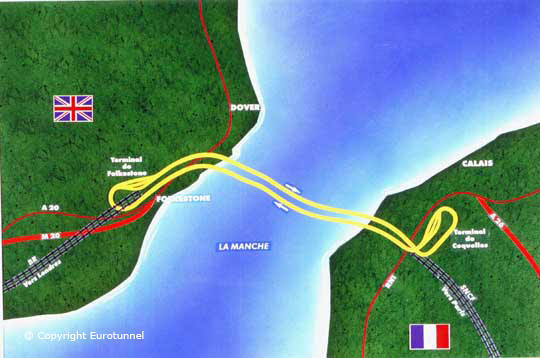 DOVER
Terminal
de
Folkestone
CALAIS
A 20
FOLKESTONE
M 20
A 26
Terminal
de
Coquelles
LA MANCHE
BR
Vers Londres
SNCF
Vers Paris
© Copyright Eurotunnel